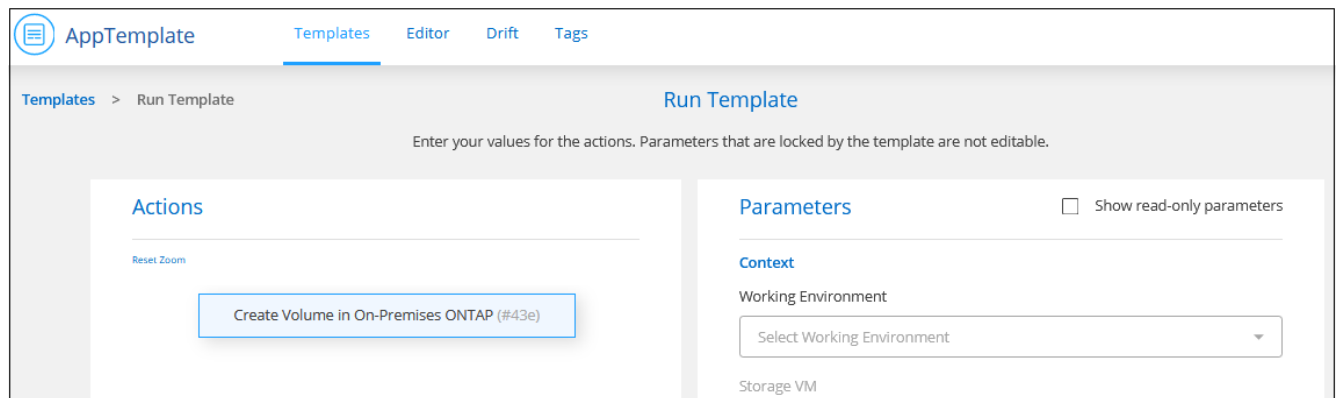 AppTemplate
Templates Editor Drift Tags
Templates > Run Template
Run Template
Enter your values for the actions. Parameters that are locked by the template are not editable.
Actions
Reset Zoom
Create Volume in On-Premises ONTAP (#43e)
Parameters
Show read-only parameters
Context
Working Environment
Select Working Environment
Storage VM